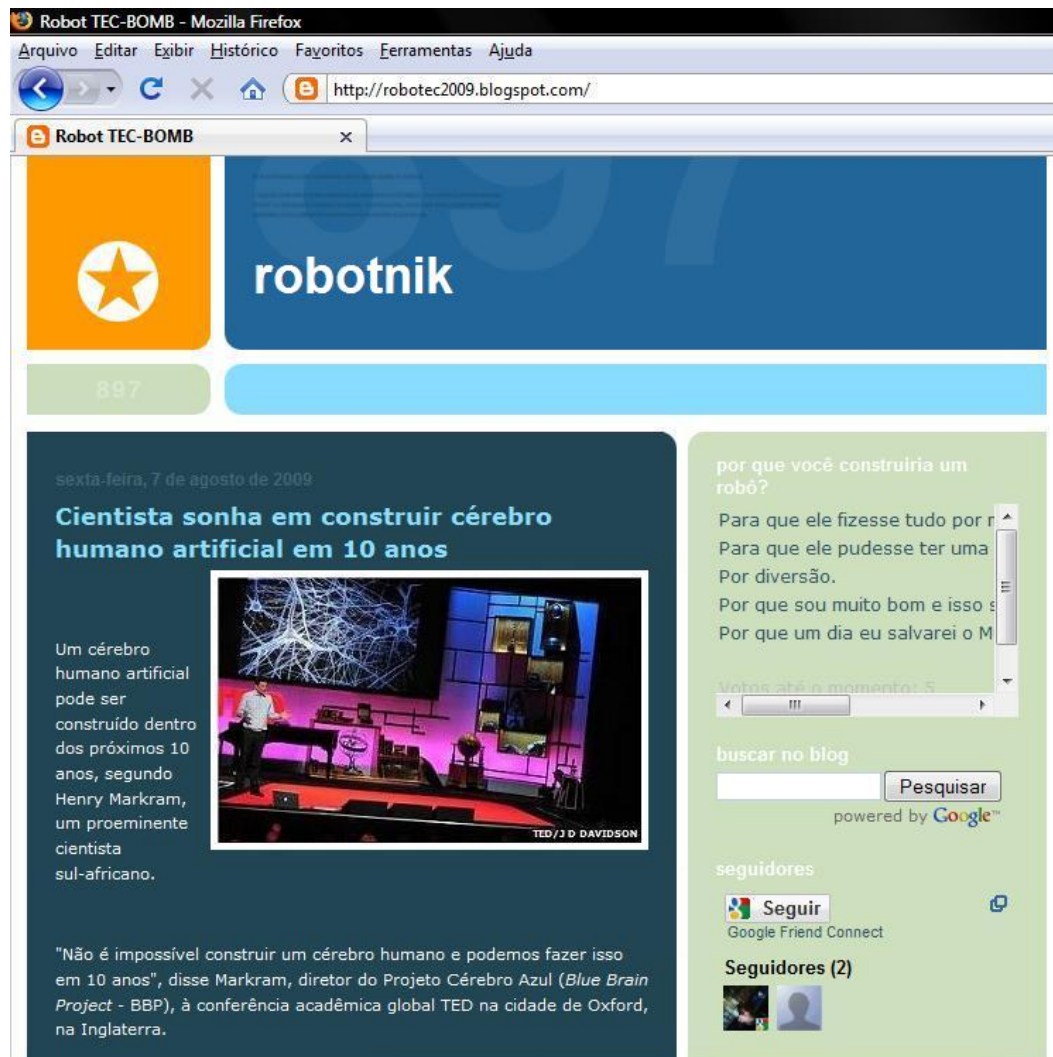 Robot TEC-BOMB - Mozilla Firefox
Arquivo Editar Exibir Histórico Favoritos Ferramentas Ajuda
http://robotec2009.blogspot.com/
Robot TEC-BOMB
897
robotnik
897
sexta-feira, 7 de agosto de 2009
Cientista sonha em construir cérebro
humano artificial em 10 anos
Um cérebro
humano artificial
pode ser
construído dentro
dos próximos 10
anos, segundo
Henry Markram,
um proeminente
cientista
sul-africano.
TED/J D DAVIDSON
"Não é impossível construir um cérebro humano e podemos fazer isso
em 10 anos", disse Markram, diretor do Projeto Cérebro Azul (Blue Brain
Project - BBP), à conferência acadêmica global TED na cidade de Oxford,
na Inglaterra.
por que você construiria um
robô?
Para que ele fizesse tudo por
Para que ele pudesse ter uma
Por diversão.
Por que sou muito bom e isso
Por que um dia eu salvarei o M
Votos até o momento: 5
buscar no blog
Pesquisar
powered by Google™
seguidores
Seguir
Google Friend Connect
Seguidores (2)